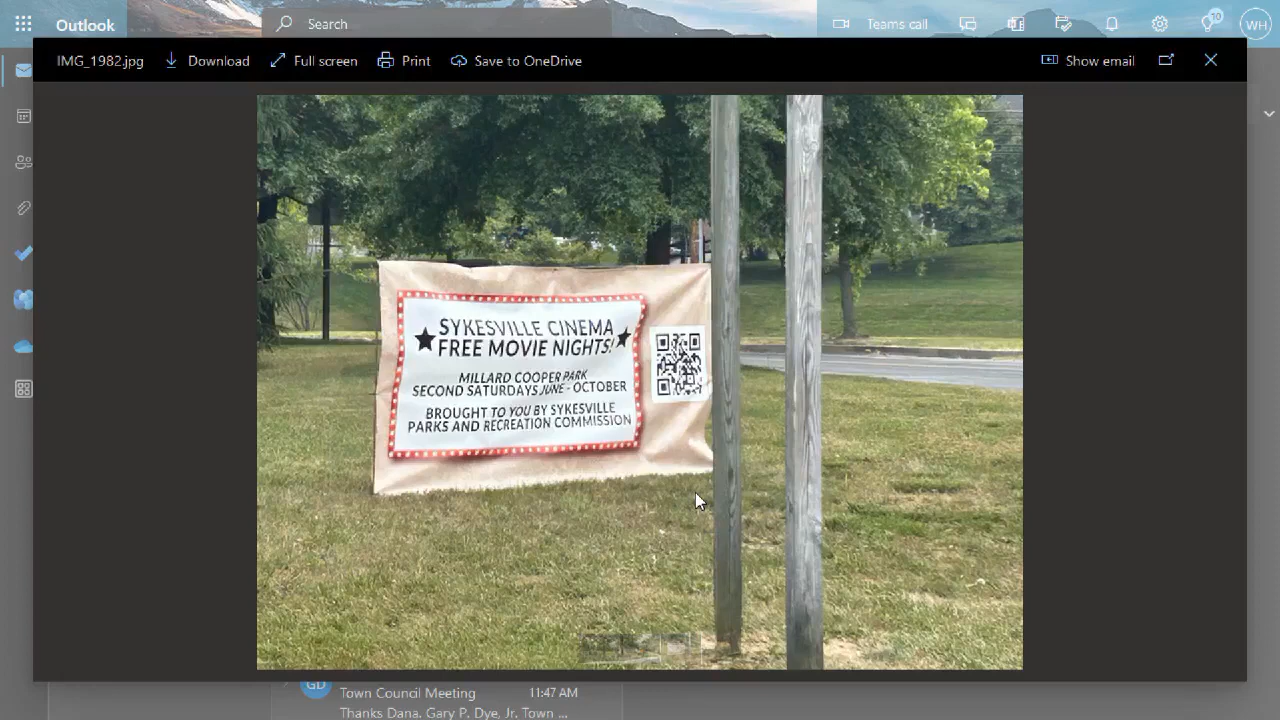 Outlook
Search
Teams call
10
WH
IMG_1982.jpg
Download
Full screen
Print
Save to OneDrive
Show email
SYKESVILLE CINEMA
FREE MOVIE NIGHTS!
MILLARD COOPER PARK
SECOND SATURDAYS JUNE - OCTOBER
BROUGHT TO YOU BY SYKESVILLE
PARKS AND RECREATION COMMISSION
GD
Town Council Meeting 11:47 AM
Thanks Dana. Gary P. Dye, Jr. Town ...